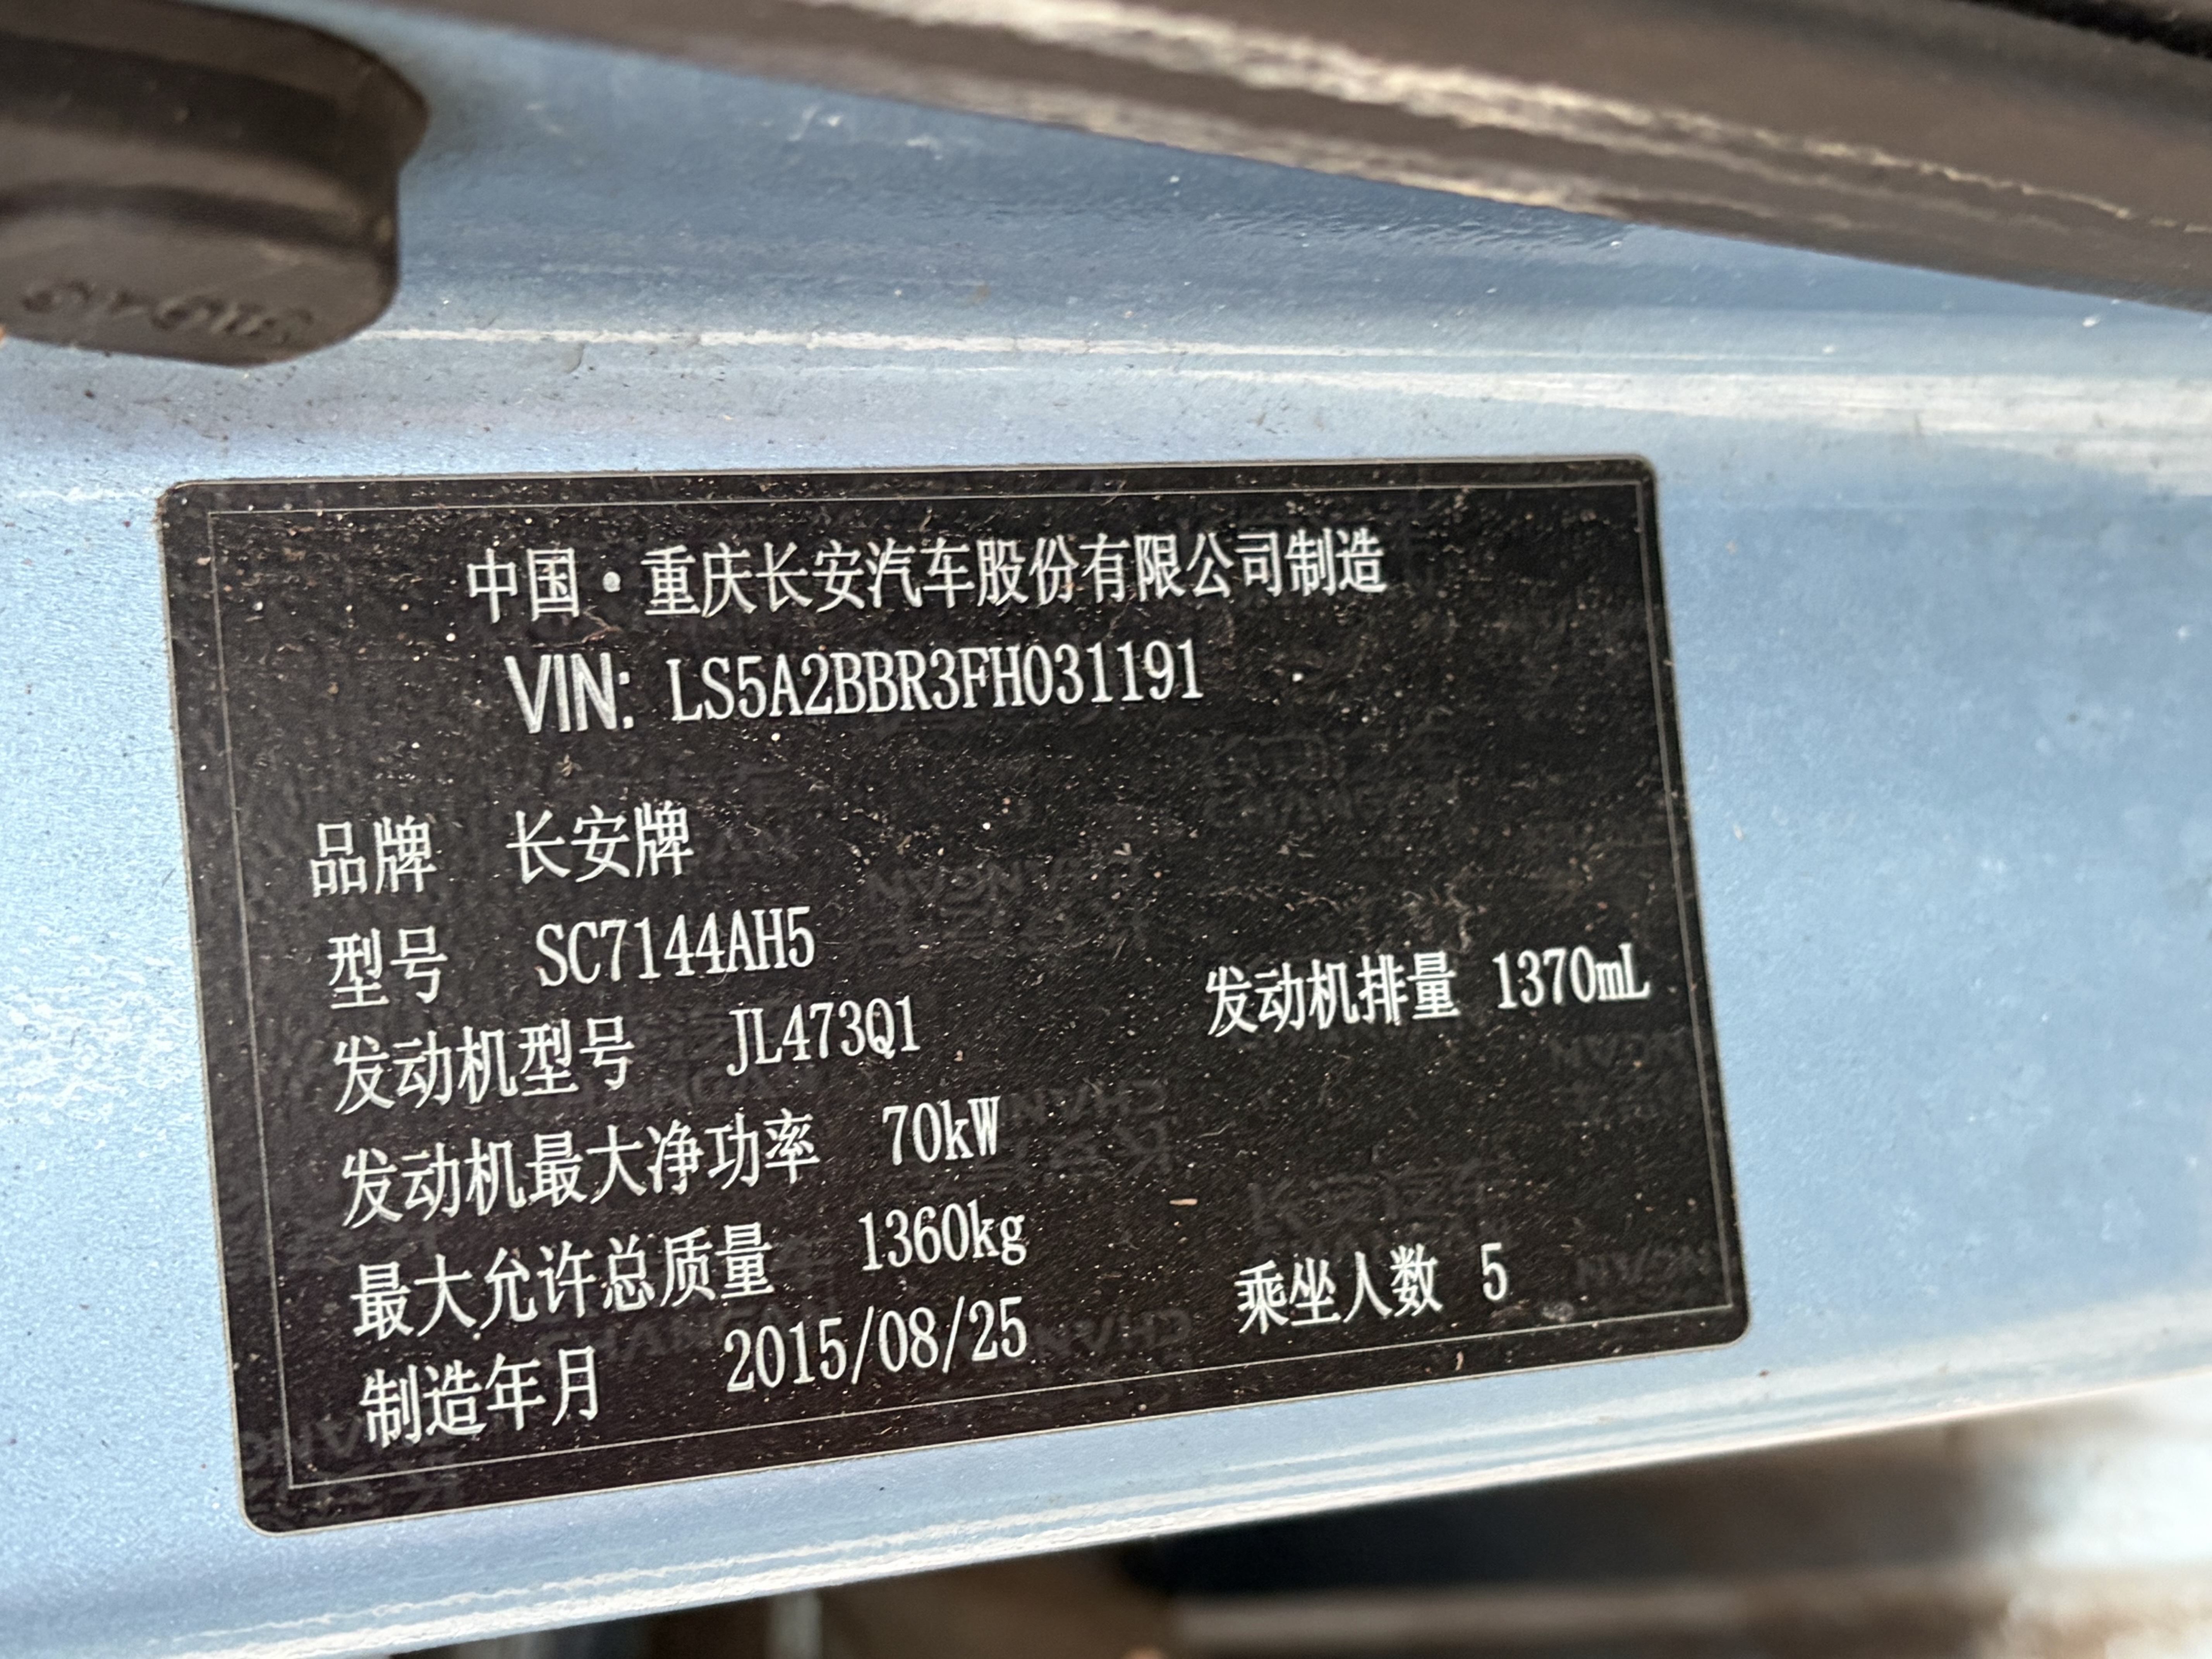 中国·重庆长安汽车股份有限公司制造
VIN: LS5A2BBR3FH031191
品牌 长安牌
型号 SC7144AH5
发动机型号 JL473Q1 发动机排量 1370mL
发动机最大净功率 70kW
最大允许总质量 1360kg 乘坐人数 5
制造年月 2015/08/25